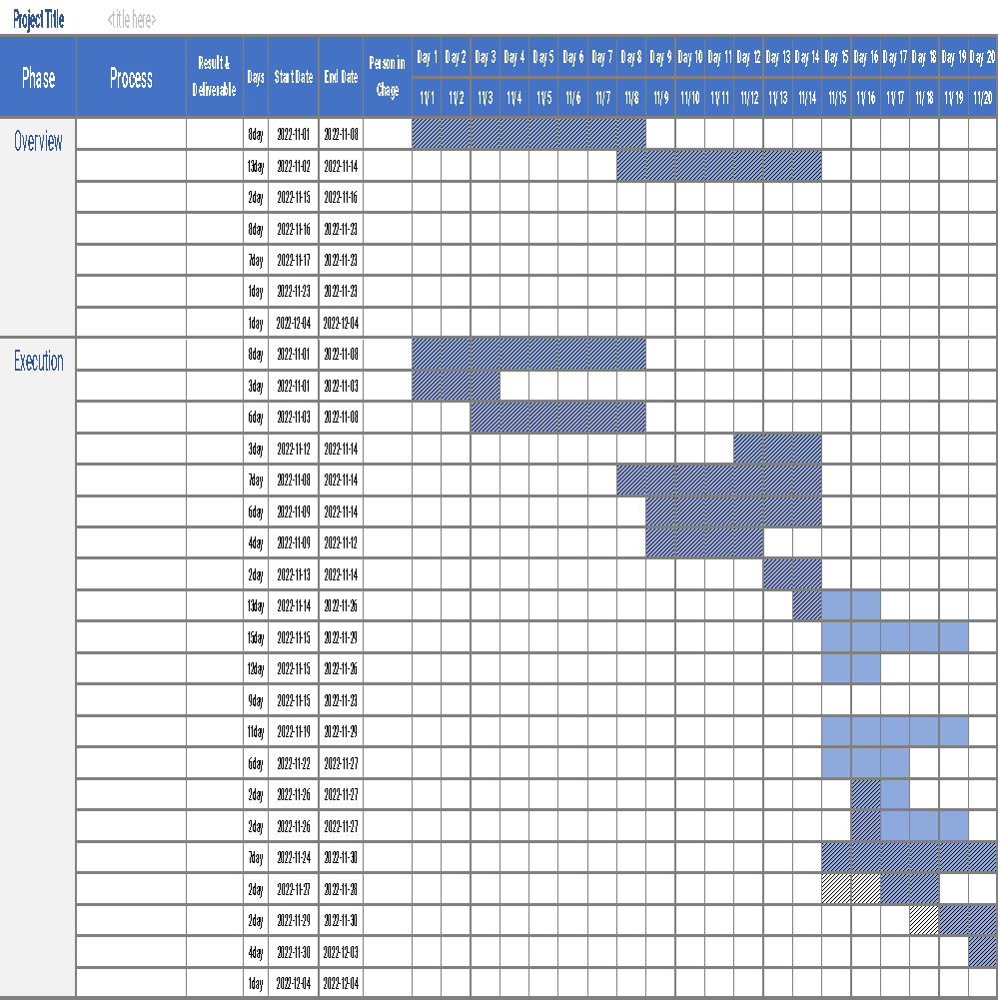 Project Title <title here>
Phase Process Result & Deliverable Days Start Date End Date Person in Chage Day 1 Day 2 Day 3 Day 4 Day 5 Day 6 Day 7 Day 8 Day 9 Day 10 Day 11 Day 12 Day 13 Day 14 Day 15 Day 16 Day 17 Day 18 Day 19 Day 20
11/1 11/2 11/3 11/4 11/5 11/6 11/7 11/8 11/9 11/10 11/11 11/12 11/13 11/14 11/15 11/16 11/17 11/18 11/19 11/20
Overview 8day 2022-11-01 2022-11-08
13day 2022-11-02 2022-11-14
2day 2022-11-15 2022-11-16
8day 2022-11-16 2022-11-23
7day 2022-11-17 2022-11-23
1day 2022-11-23 2022-11-23
1day 2022-12-04 2022-12-04
Execution 8day 2022-11-01 2022-11-08
3day 2022-11-01 2022-11-03
6day 2022-11-03 2022-11-08
3day 2022-11-12 2022-11-14
7day 2022-11-08 2022-11-14
6day 2022-11-09 2022-11-14
4day 2022-11-09 2022-11-12
2day 2022-11-13 2022-11-14
13day 2022-11-14 2022-11-26
15day 2022-11-15 2022-11-29
12day 2022-11-15 2022-11-26
9day 2022-11-15 2022-11-23
11day 2022-11-19 2022-11-29
6day 2022-11-22 2022-11-27
2day 2022-11-26 2022-11-27
2day 2022-11-26 2022-11-27
7day 2022-11-24 2022-11-30
2day 2022-11-27 2022-11-28
2day 2022-11-29 2022-11-30
4day 2022-11-30 2022-12-03
1day 2022-12-04 2022-12-04